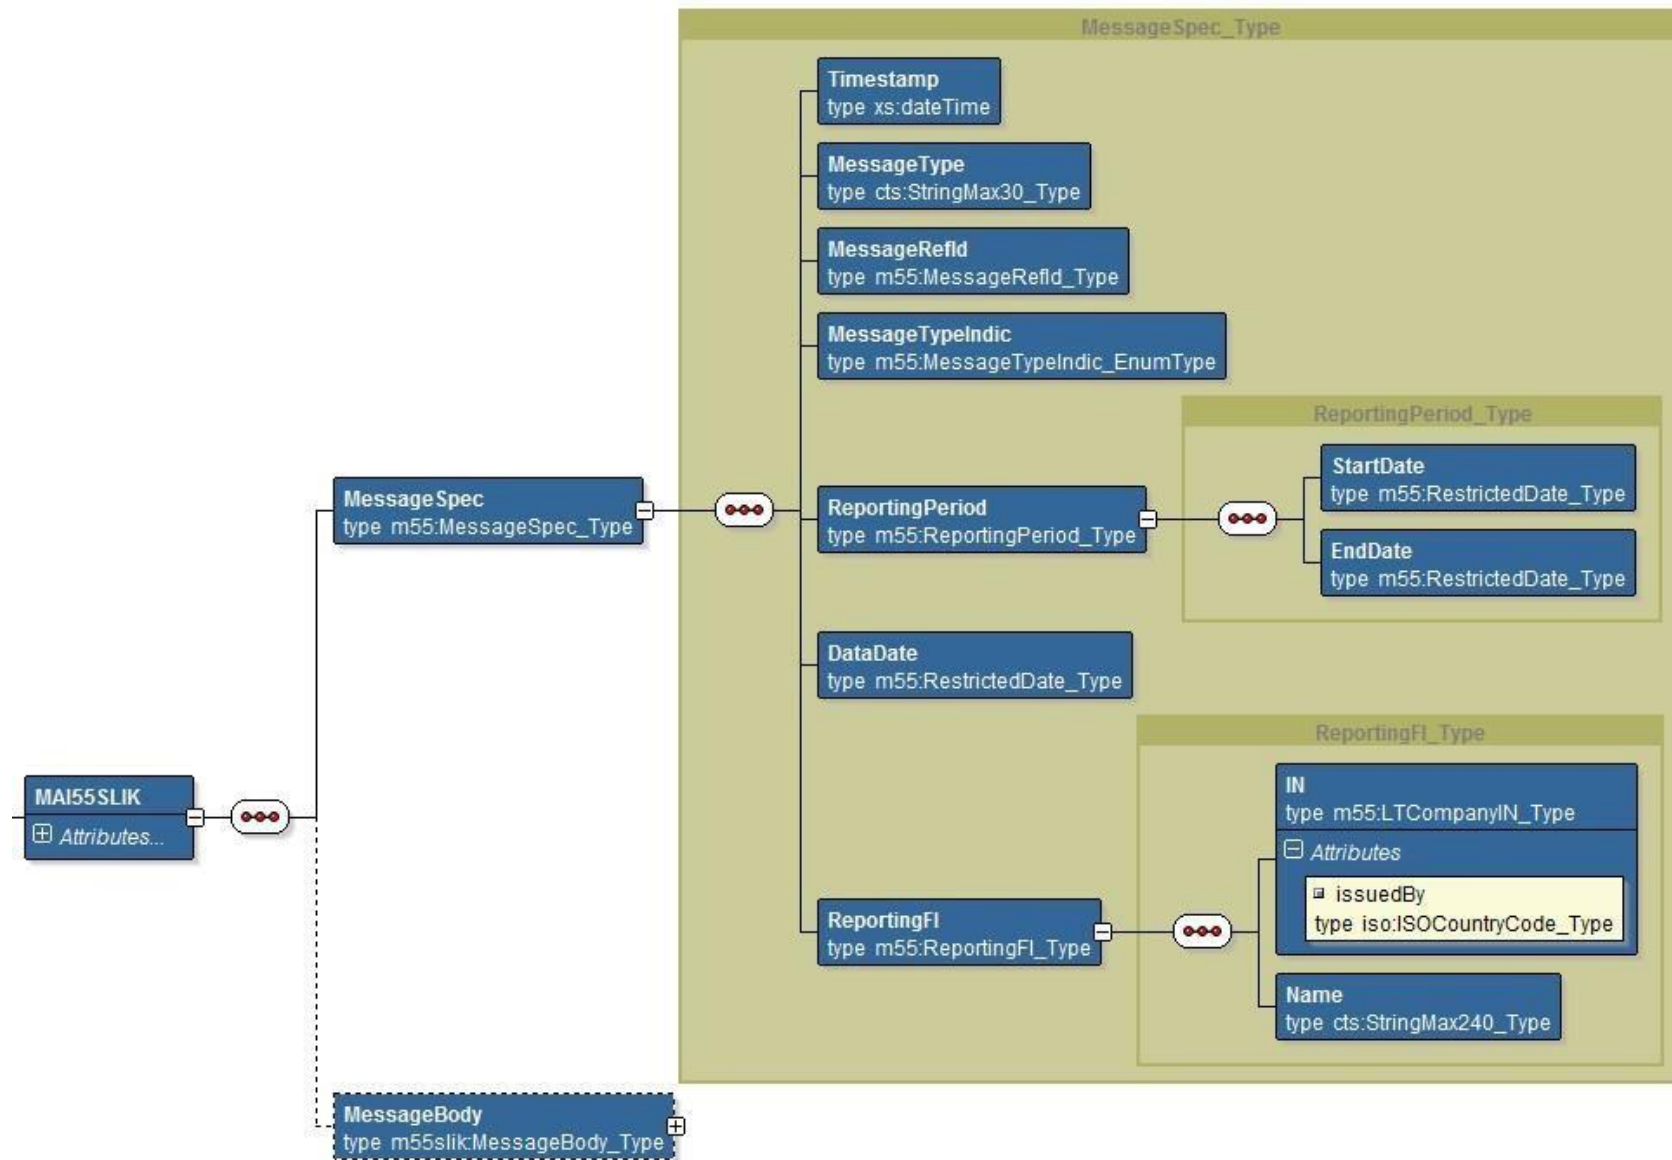 MessageSpec_Type
Timestamp
type xs:dateTime
MessageType
type cts:StringMax30_Type
MessageRefId
type m55:MessageRefId_Type
MessageTypeIndic
type m55:MessageTypeIndic_EnumType
ReportingPeriod_Type
StartDate
type m55:RestrictedDate_Type
MessageSpec
type m55:MessageSpec_Type
ReportingPeriod
type m55:ReportingPeriod_Type
EndDate
type m55:RestrictedDate_Type
DataDate
type m55:RestrictedDate_Type
ReportingFI_Type
MAI55SLIK
Attributes...
IN
type m55:LTCompanyIN_Type
Attributes
issuedBy
type iso:ISOCountryCode_Type
ReportingFI
type m55:ReportingFI_Type
Name
type cts:StringMax240_Type
MessageBody
type m55slik:MessageBody_Type